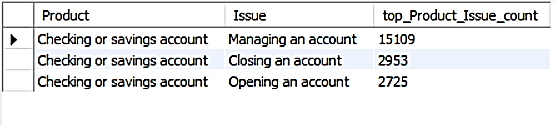 Product Issue top_Product_Issue_count
Checking or savings account Managing an account 15109
Checking or savings account Closing an account 2953
Checking or savings account Opening an account 2725